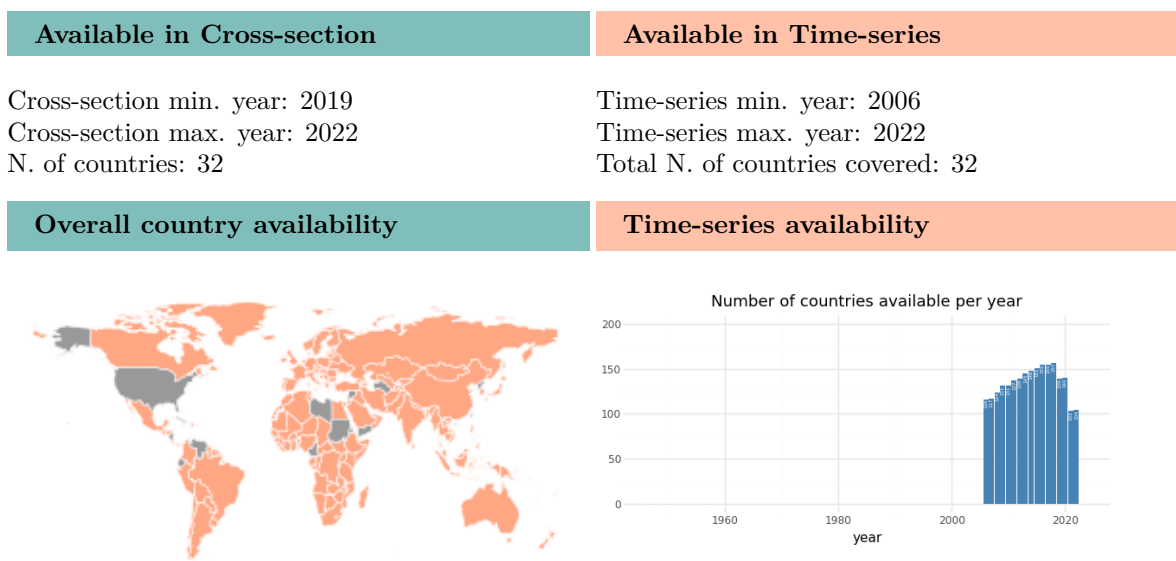 Available in Cross-section
Available in Time-series
Cross-section min. year: 2019
Cross-section max. year: 2022
N. of countries: 32
Time-series min. year: 2006
Time-series max. year: 2022
Total N. of countries covered: 32
Overall country availability
Time-series availability
Number of countries available per year
200
150
100
50
0
1960 1980 2000 2020
year